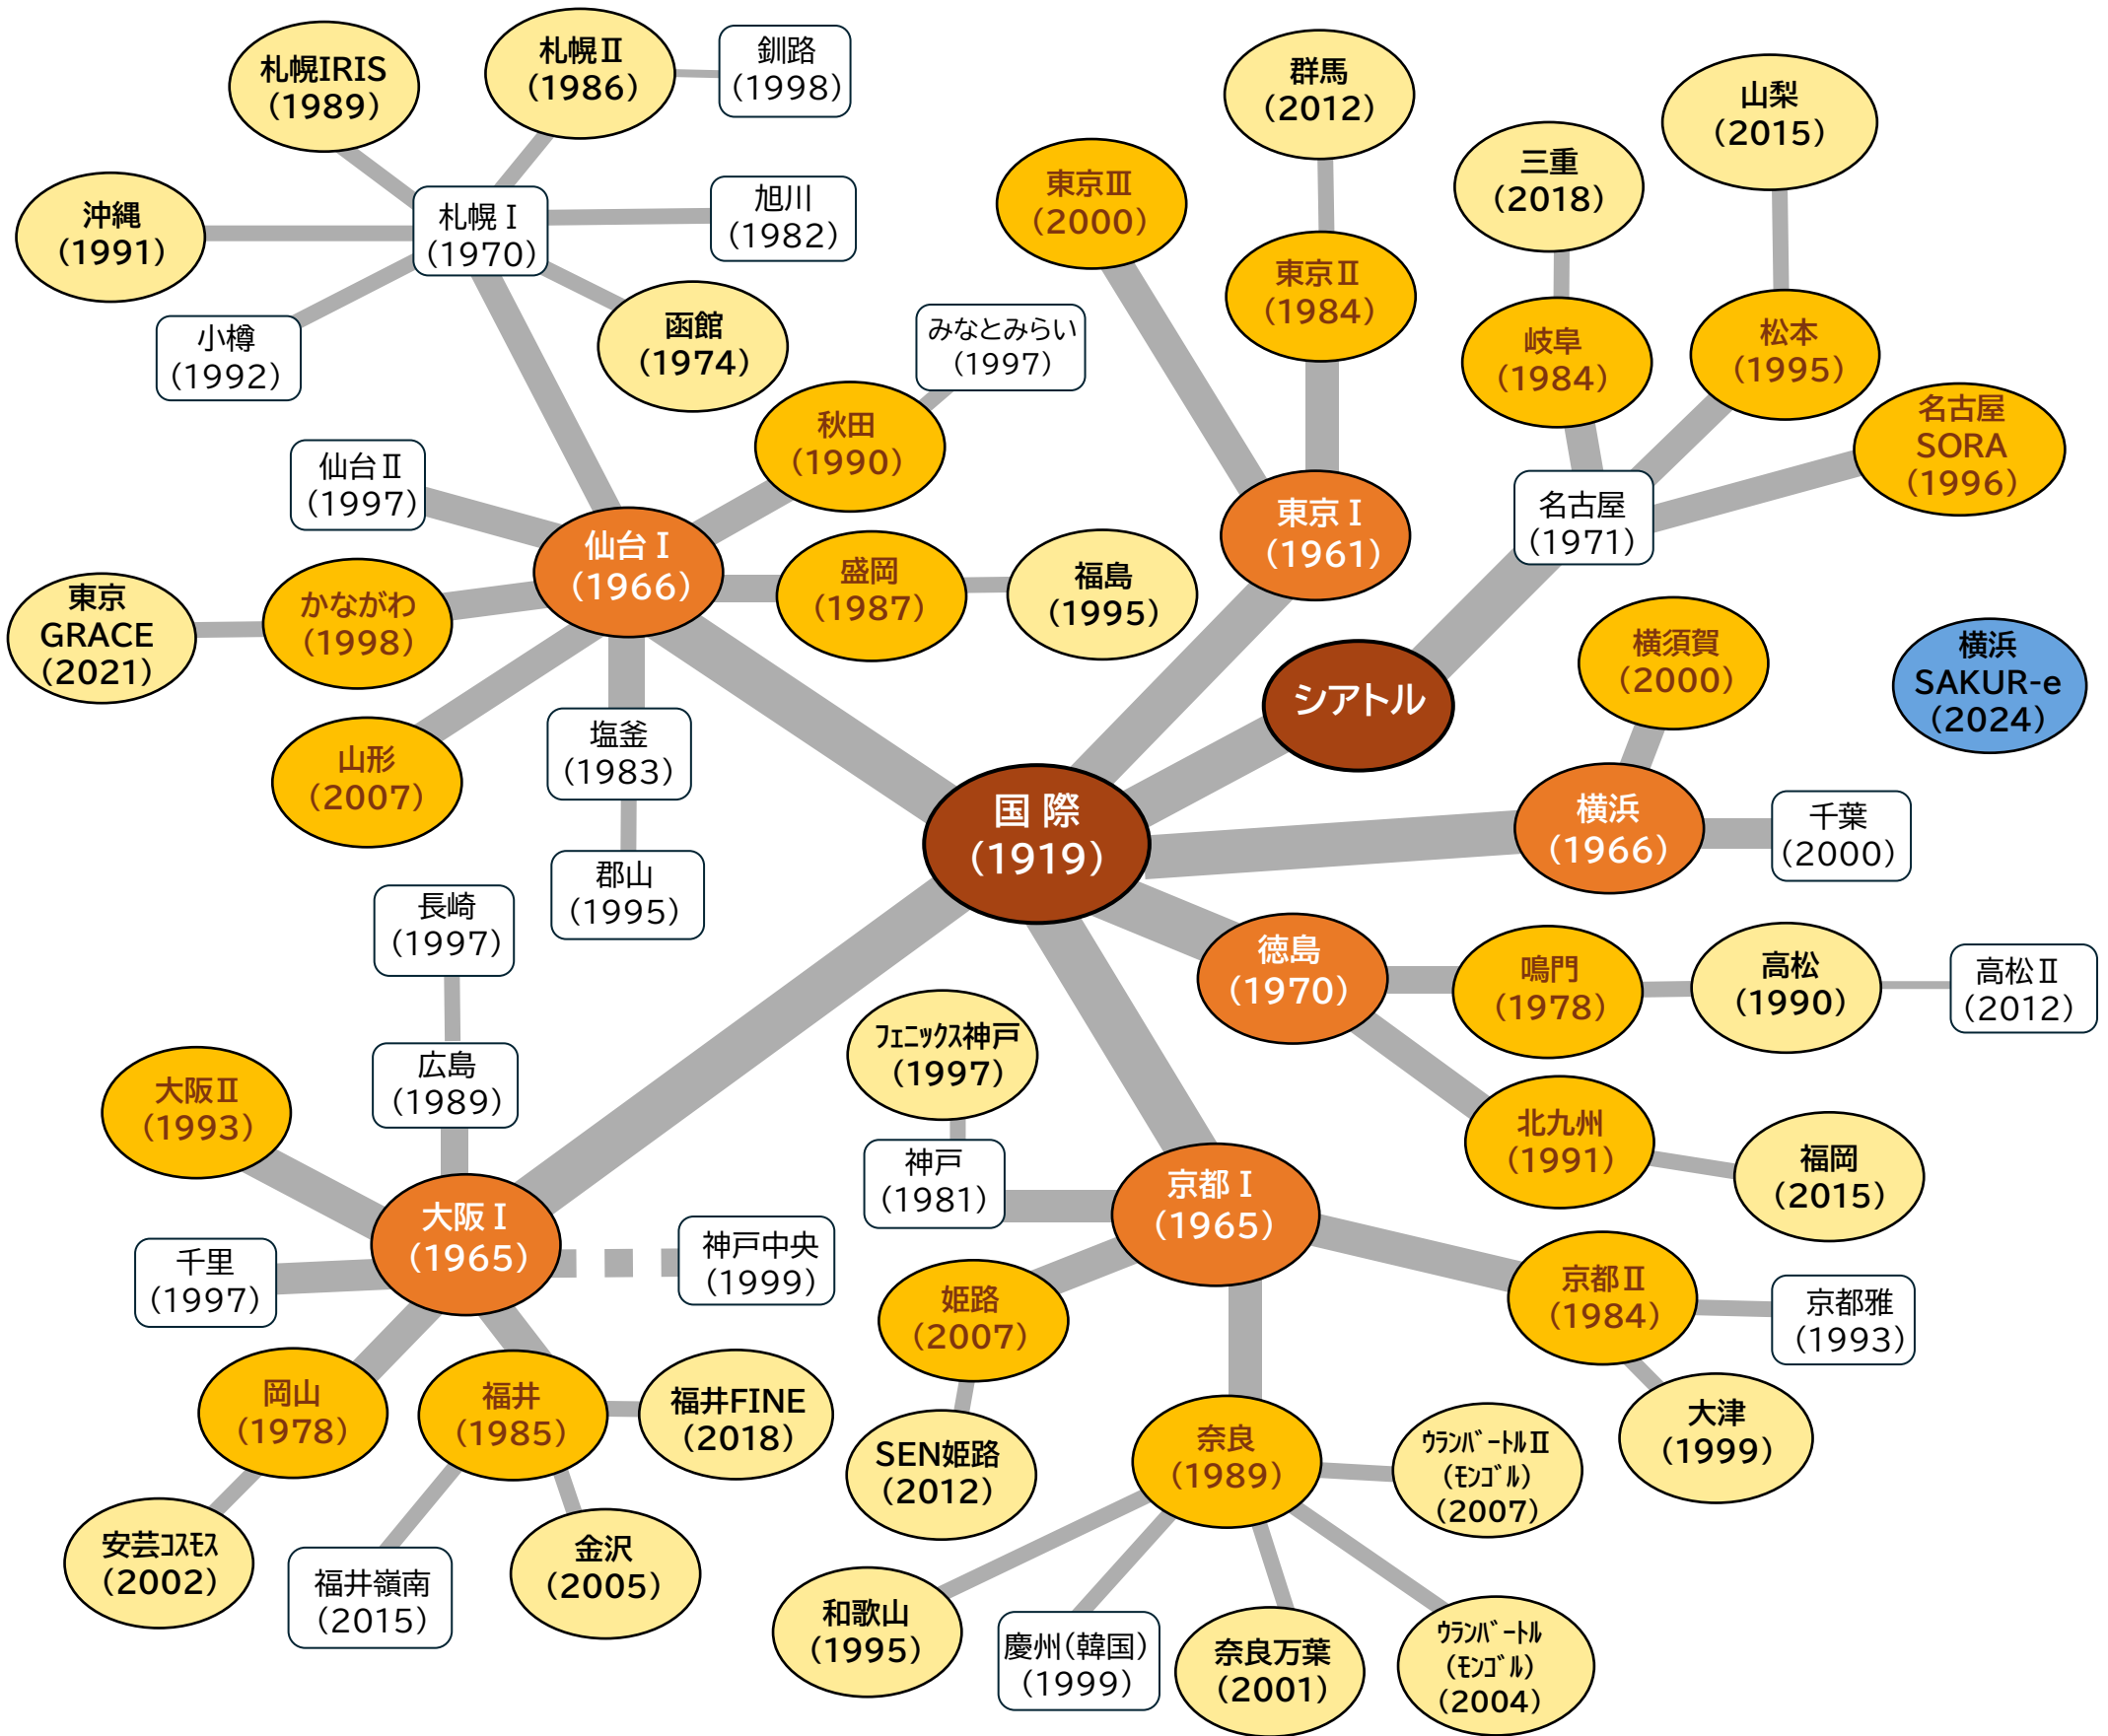 札幌IRIS
(1989)
札幌Ⅱ
(1986)
釧路
(1998)
群馬
(2012)
山梨
(2015)
三重
(2018)
東京Ⅲ
(2000)
沖縄
(1991)
札幌Ⅰ
(1970)
旭川
(1982)
東京Ⅱ
(1984)
小樽
(1992)
函館
(1974)
みなとみらい
(1997)
岐阜
(1984)
松本
(1995)
秋田
(1990)
名古屋
SORA
(1996)
仙台Ⅱ
(1997)
仙台Ⅰ
(1966)
東京Ⅰ
(1961)
名古屋
(1971)
盛岡
(1987)
福島
(1995)
東京
GRACE
(2021)
かながわ
(1998)
シアトル
横須賀
(2000)
横浜
SAKUR-e
(2024)
山形
(2007)
塩釜
(1983)
国 際
(1919)
横浜
(1966)
千葉
(2000)
郡山
(1995)
長崎
(1997)
徳島
(1970)
鳴門
(1978)
高松
(1990)
高松Ⅱ
(2012)
フェニックス神戸
(1997)
広島
(1989)
大阪Ⅱ
(1993)
北九州
(1991)
福岡
(2015)
神戸
(1981)
京都Ⅰ
(1965)
大阪Ⅰ
(1965)
千里
(1997)
神戸中央
(1999)
姫路
(2007)
京都Ⅱ
(1984)
京都雅
(1993)
岡山
(1978)
福井
(1985)
福井FINE
(2018)
大津
(1999)
SEN姫路
(2012)
奈良
(1989)
ウランバートルⅡ
(モンゴル)
(2007)
安芸コスモス
(2002)
福井嶺南
(2015)
金沢
(2005)
和歌山
(1995)
慶州(韓国)
(1999)
奈良万葉
(2001)
ウランバートル
(モンゴル)
(2004)